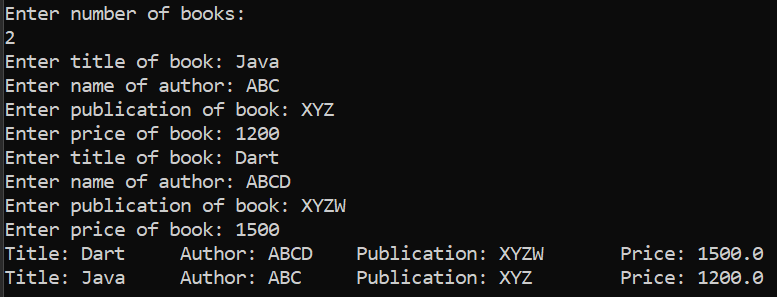 Enter number of books:
2
Enter title of book: Java
Enter name of author: ABC
Enter publication of book: XYZ
Enter price of book: 1200
Enter title of book: Dart
Enter name of author: ABCD
Enter publication of book: XYZW
Enter price of book: 1500
Title: Dart     Author: ABCD    Publication: XYZW       Price: 1500.0
Title: Java     Author: ABC     Publication: XYZ        Price: 1200.0